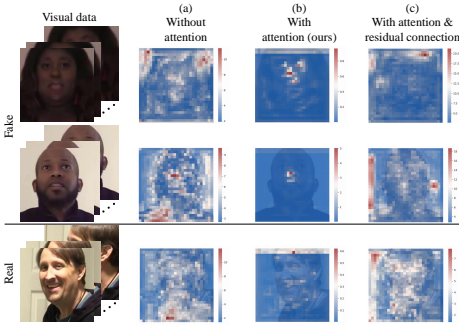 Visual data
(a)
Without
attention
(b)
With
attention (ours)
(c)
With attention &
residual connection
Fake
Real